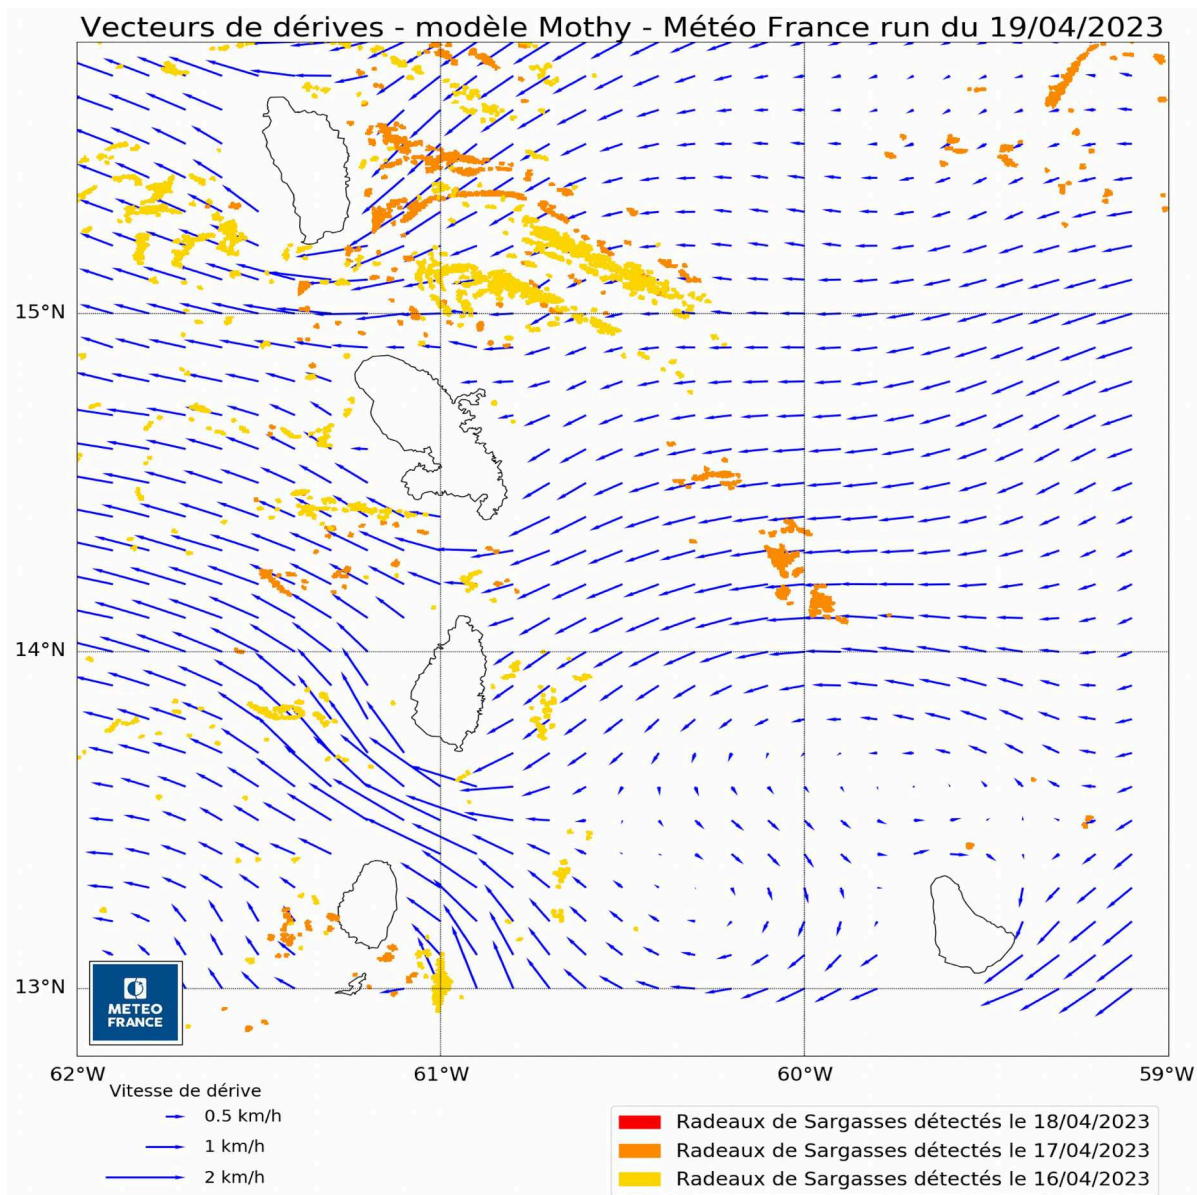 Vecteurs de dérives - modèle Mothy - Météo France run du 19/04/2023
15°N
14°N
13°N
METEO
FRANCE
62°W
61°W
60°W
59°W
Vitesse de dérive
0.5 km/h
1 km/h
2 km/h
Radeaux de Sargasses détectés le 18/04/2023
Radeaux de Sargasses détectés le 17/04/2023
Radeaux de Sargasses détectés le 16/04/2023